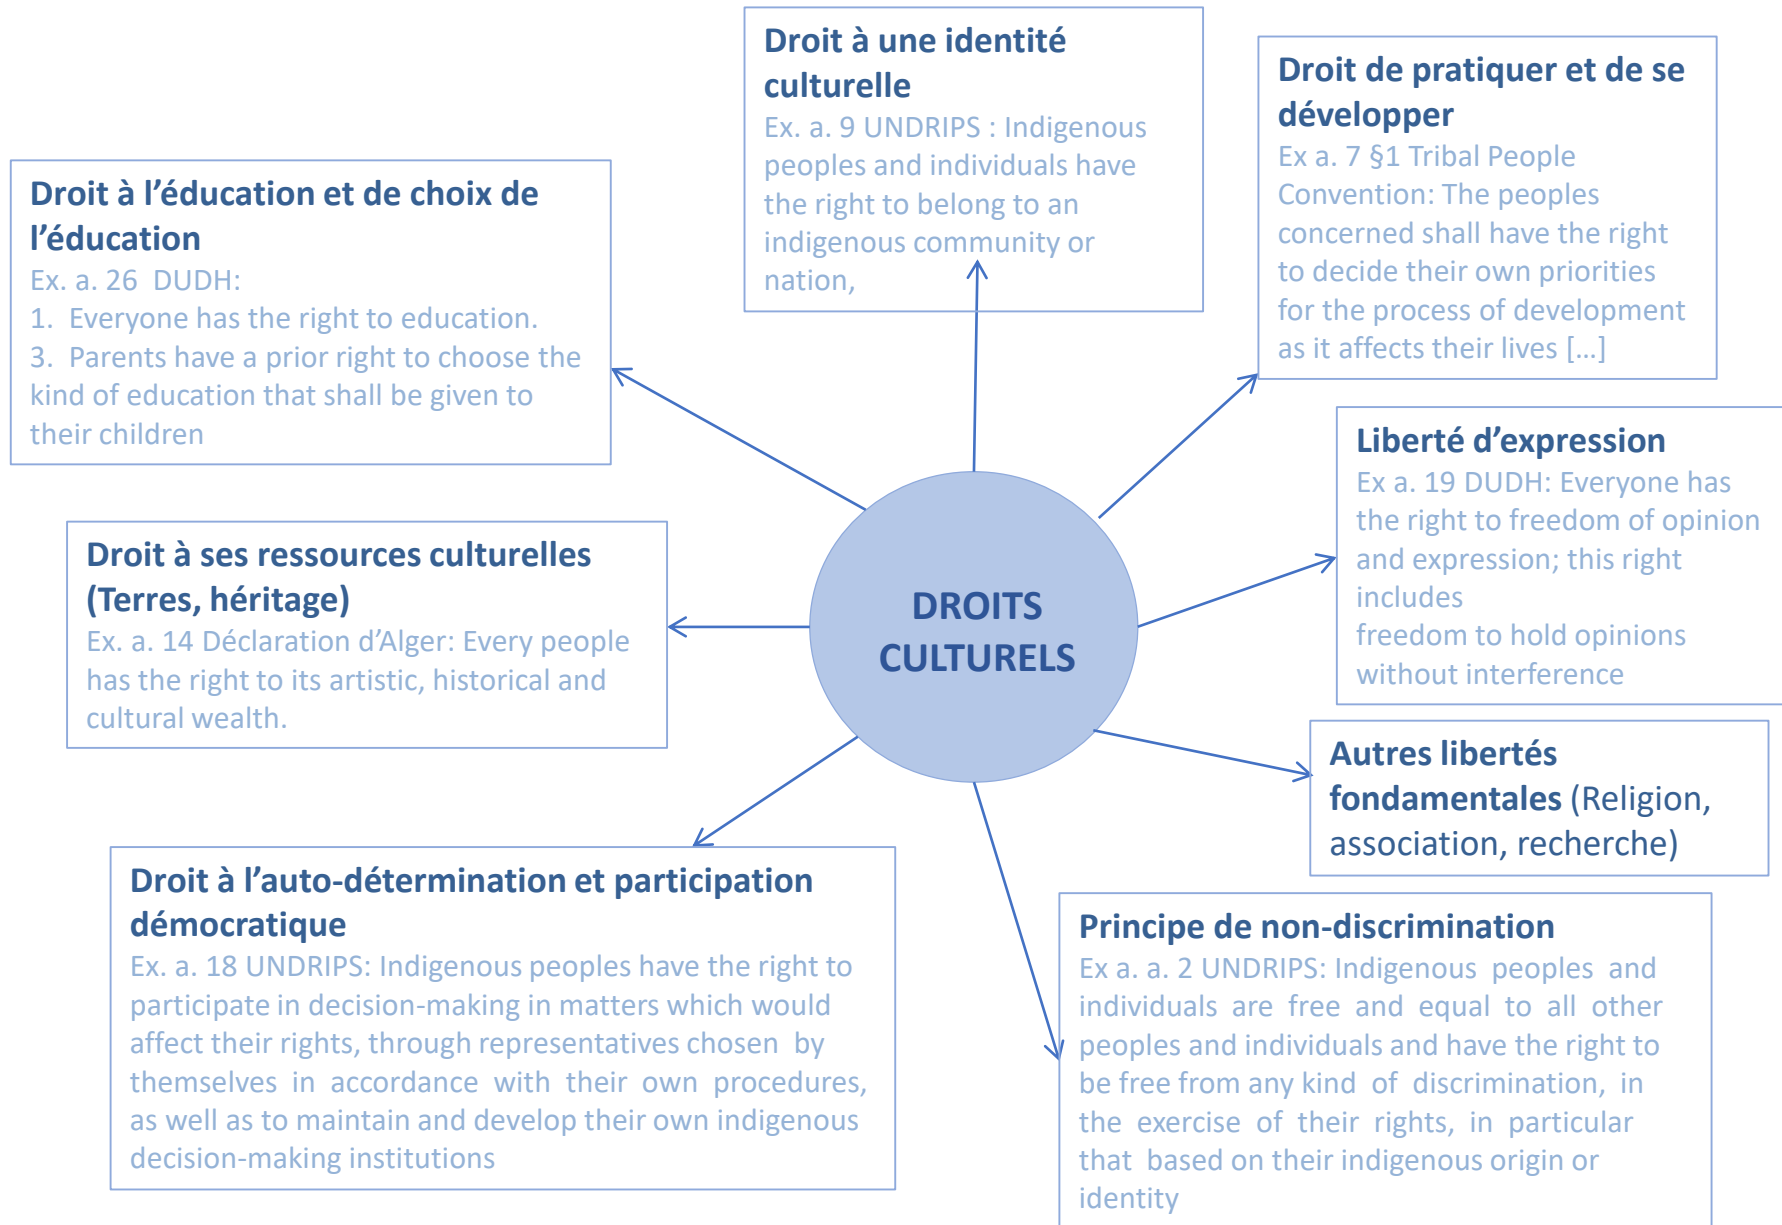 Droit à une identité
culturelle
Ex. a. 9 UNDRIPS : Indigenous
peoples and individuals have
the right to belong to an
indigenous community or
nation,
Droit de pratiquer et de se
développer
Ex a. 7 §1 Tribal People
Convention: The peoples
concerned shall have the right
to decide their own priorities
for the process of development
as it affects their lives […]
Droit à l’éducation et de choix de
l’éducation
Ex. a. 26 DUDH:
1. Everyone has the right to education.
3. Parents have a prior right to choose the
kind of education that shall be given to
their children
Liberté d’expression
Ex a. 19 DUDH: Everyone has
the right to freedom of opinion
and expression; this right
includes
freedom to hold opinions
without interference
Droit à ses ressources culturelles
(Terres, héritage)
Ex. a. 14 Déclaration d’Alger: Every people
has the right to its artistic, historical and
cultural wealth.
DROITS
CULTURELS
Autres libertés
fondamentales (Religion,
association, recherche)
Droit à l’auto-détermination et participation
démocratique
Ex. a. 18 UNDRIPS: Indigenous peoples have the right to
participate in decision-making in matters which would
affect their rights, through representatives chosen by
themselves in accordance with their own procedures,
as well as to maintain and develop their own indigenous
decision-making institutions
Principe de non-discrimination
Ex a. a. 2 UNDRIPS: Indigenous peoples and
individuals are free and equal to all other
peoples and individuals and have the right to
be free from any kind of discrimination, in
the exercise of their rights, in particular
that based on their indigenous origin or
identity